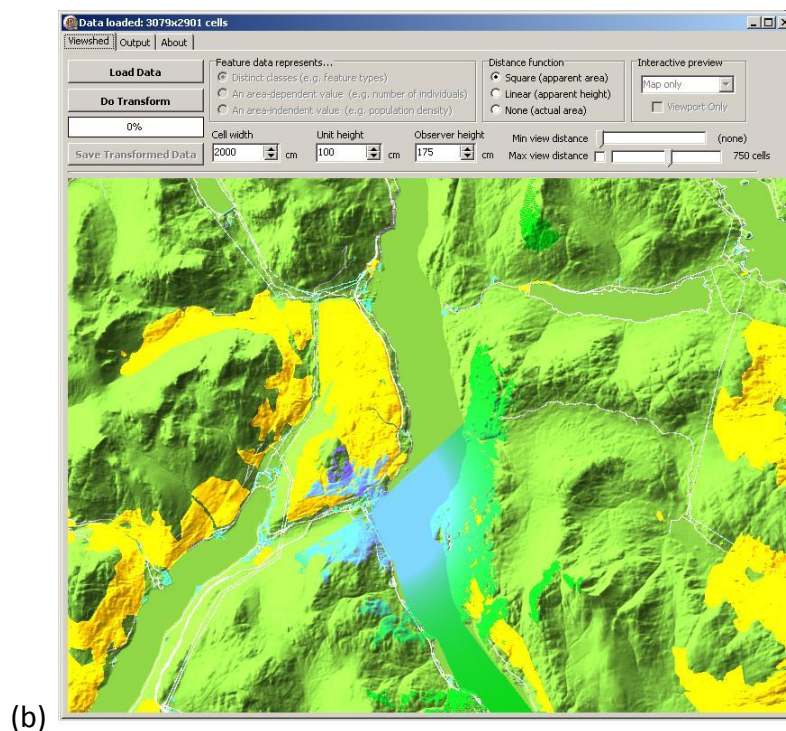 Data loaded: 3079x2901 cells
Viewshed Output About
Load Data
Do Transform
0%
Save Transformed Data
Feature data represents...
Distinct classes (e.g. feature types)
An area-dependent value (e.g. number of individuals)
An area-indendent value (e.g. population density)
Distance function
Square (apparent area)
Linear (apparent height)
None (actual area)
Interactive preview
Map only
Viewport Only
Cell width
2000 cm
Unit height
100 cm
Observer height
175 cm
Min view distance (none)
Max view distance 750 cells
(b)